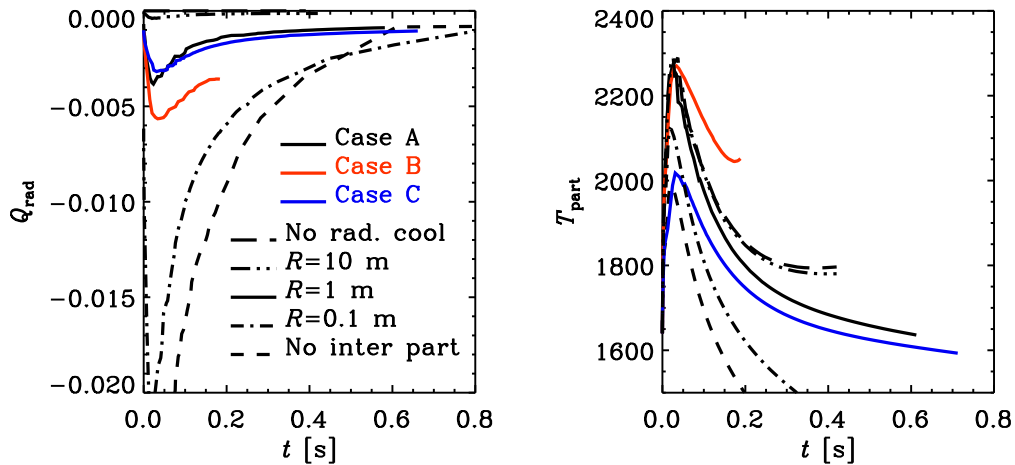 0.000
−0.005
−0.010
−0.015
−0.020
Q_rad
0.0 0.2 0.4 0.6 0.8
t [s]
Case A
Case B
Case C
No rad. cool
R=10 m
R=1 m
R=0.1 m
No inter part
2400
2200
2000
1800
1600
T_part
0.0 0.2 0.4 0.6 0.8
t [s]